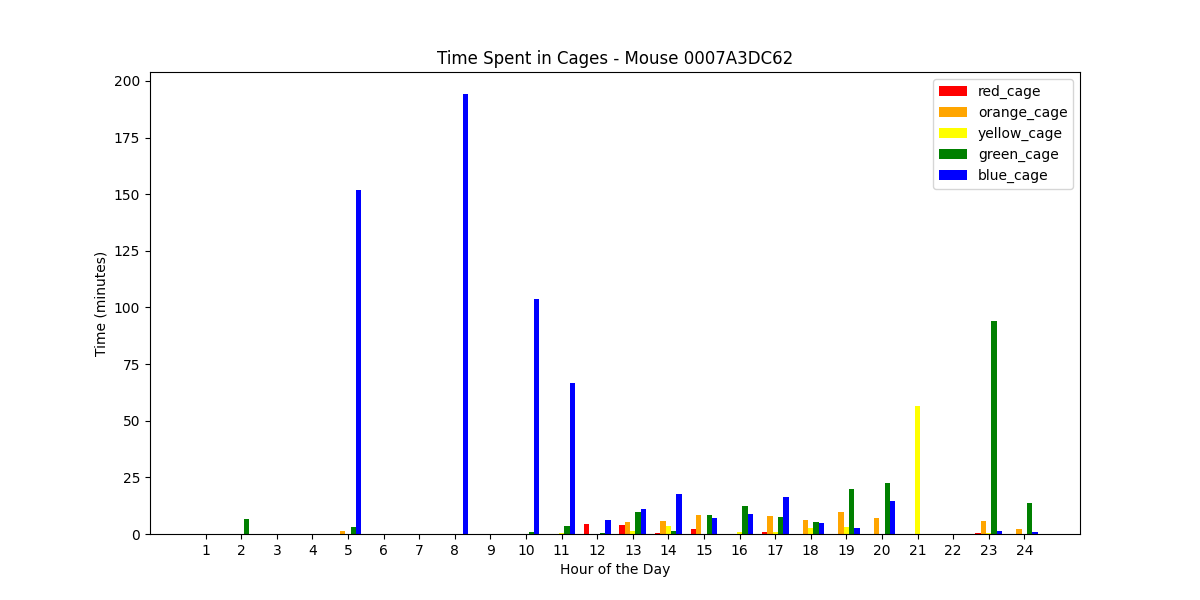 Time Spent in Cages - Mouse 0007A3DC62
200
175
150
125
100
75
50
25
0
Time (minutes)
red_cage
orange_cage
yellow_cage
green_cage
blue_cage
1 2 3 4 5 6 7 8 9 10 11 12 13 14 15 16 17 18 19 20 21 22 23 24
Hour of the Day